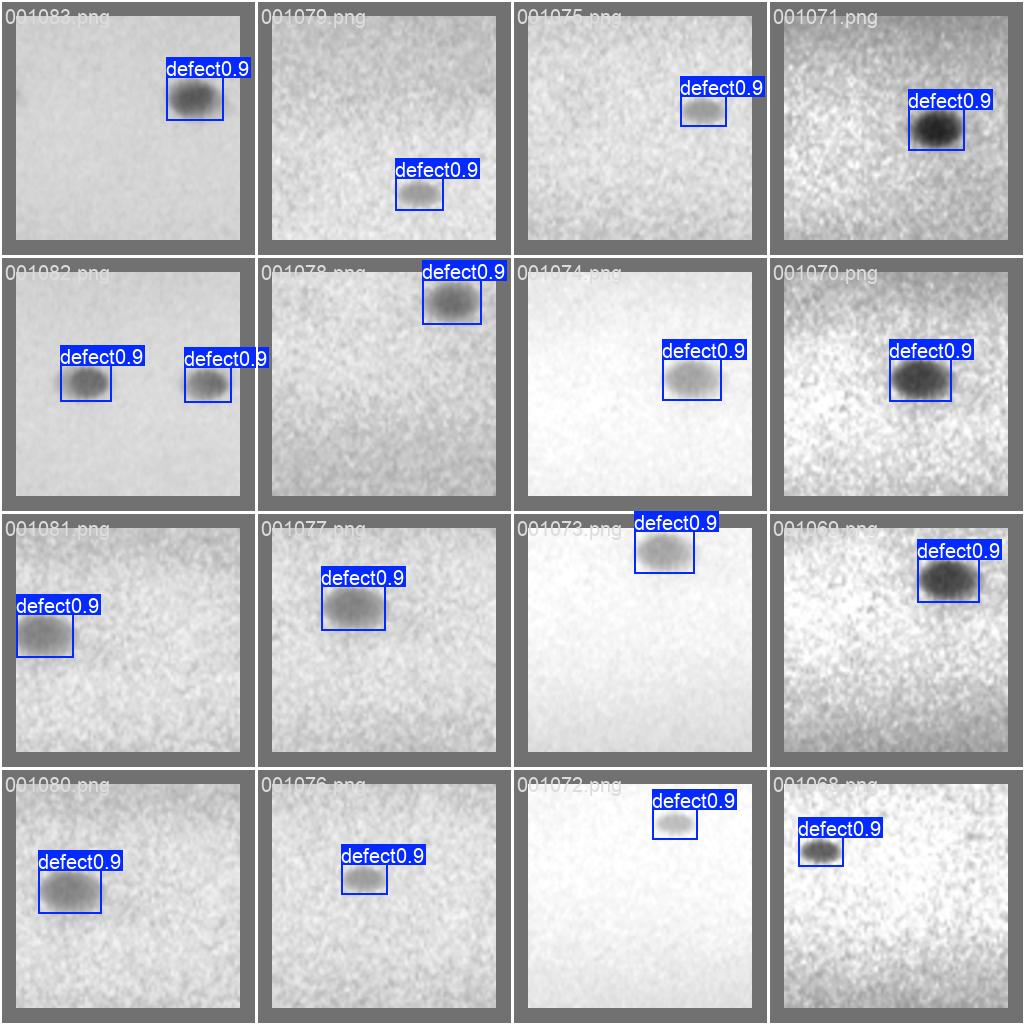 001083.png
defect0.9
001079.png
defect0.9
001075.png
defect0.9
001071.png
defect0.9
001082.png
defect0.9
defect0.9
001078.png
defect0.9
001074.png
defect0.9
001070.png
defect0.9
001081.png
defect0.9
001077.png
defect0.9
001073.png
defect0.9
001069.png
defect0.9
001080.png
defect0.9
001076.png
defect0.9
001072.png
defect0.9
001068.png
defect0.9